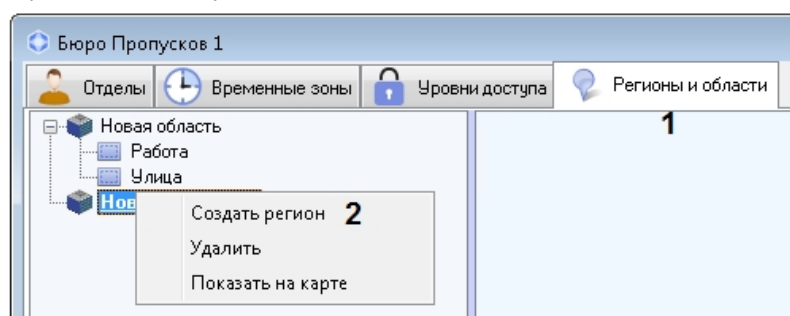 Бюро Пропусков 1
Отделы Временные зоны Уровни доступа Регионы и области
1
Новая область
Работа
Улица
Нов
Создать регион 2
Удалить
Показать на карте